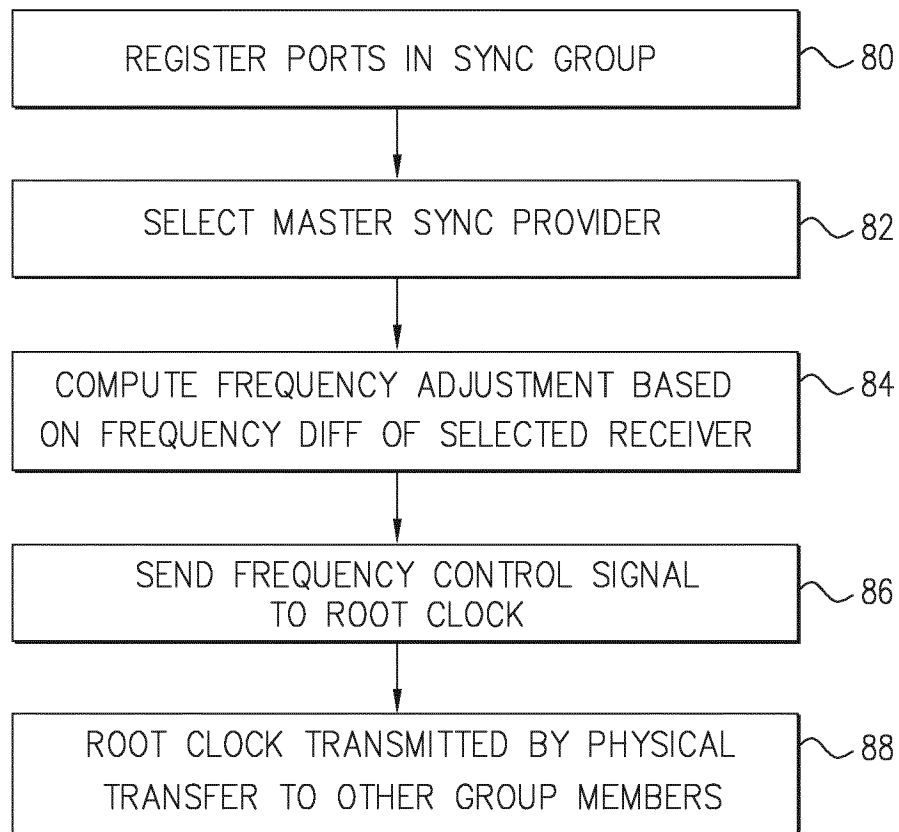 REGISTER PORTS IN SYNC GROUP
80
SELECT MASTER SYNC PROVIDER
82
COMPUTE FREQUENCY ADJUSTMENT BASED
ON FREQUENCY DIFF OF SELECTED RECEIVER
84
SEND FREQUENCY CONTROL SIGNAL
TO ROOT CLOCK
86
ROOT CLOCK TRANSMITTED BY PHYSICAL
TRANSFER TO OTHER GROUP MEMBERS
88